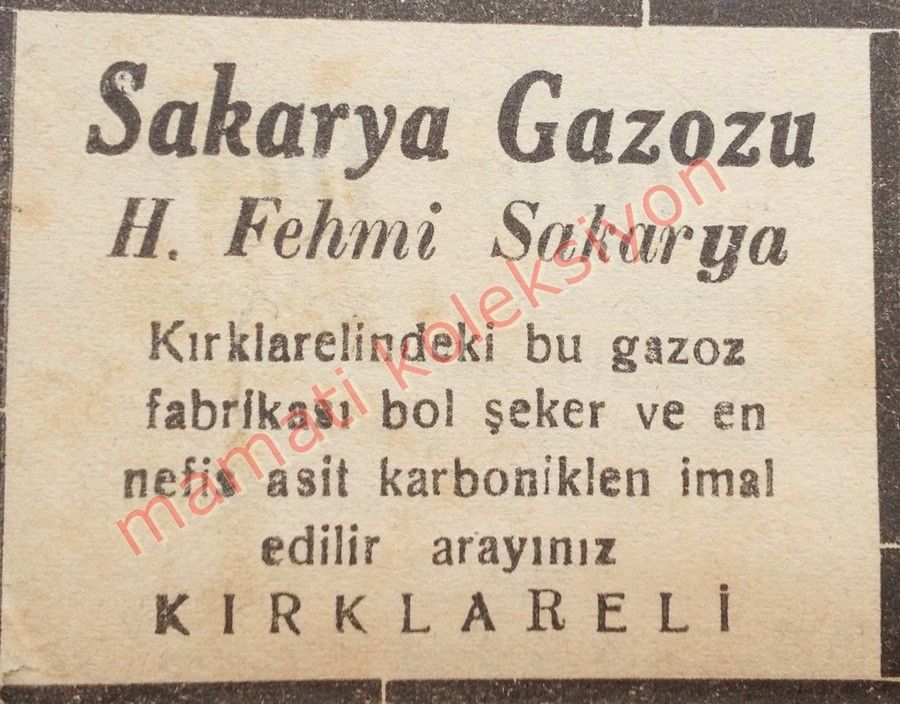 Sakarya Gazozu
H. Fehmi Sakarya
Kırklarelindeki bu gazoz
fabrikası bol şeker ve en
nefis asit karboniklen imal
edilir arayınız
KIRKLARELİ
mamati koleksiyon